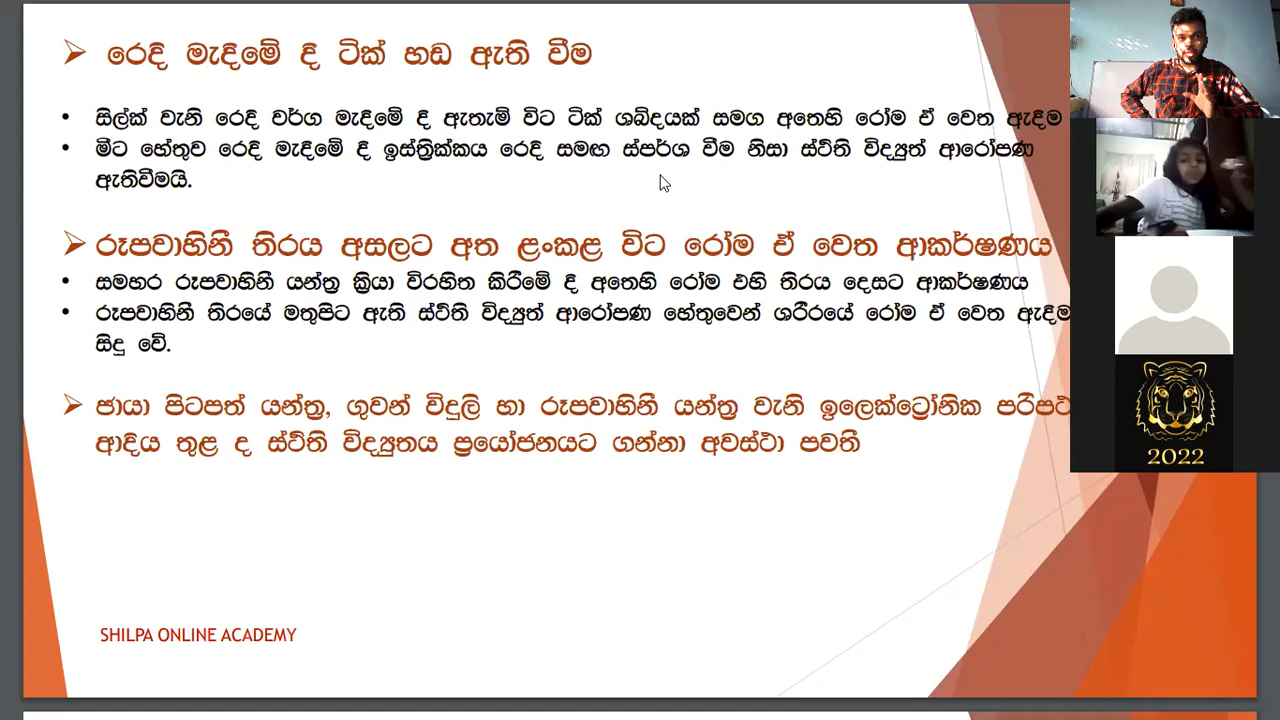 රෙදි මැදීමේ දී ටික් හඩ ඇති වීම
සිල්ක් වැනි රෙදි වර්ග මැදීමේ දී ඇතැම් විට ටික් ශබ්දයක් සමග අතෙහි රෝම ඒ වෙත ඇදීම
මීට හේතුව රෙදි මැදීමේ දී ඉස්ත්‍රික්කය රෙදි සමඟ ස්පර්ශ වීම නිසා ස්ථිති විද්‍යුත් ආරෝපණ
ඇතිවීමයි.
රූපවාහිනී තිරය අසලට අත ළංකළ විට රෝම ඒ වෙත ආකර්ෂණය
සමහර රූපවාහිනී යන්ත්‍ර ක්‍රියා විරහිත කිරීමේ දී අතෙහි රෝම එහි තිරය දෙසට ආකර්ෂණය
රූපවාහිනී තිරයේ මතුපිට ඇති ස්ථිති විද්‍යුත් ආරෝපණ හේතුවෙන් ශරීරයේ රෝම ඒ වෙත ඇදීම
සිදු වේ.
ඡායා පිටපත් යන්ත්‍ර, ගුවන් විදුලි හා රූපවාහිනී යන්ත්‍ර වැනි ඉලෙක්ට්‍රෝනික
ආදිය තුළ ද ස්ථිති විද්‍යුතය ප්‍රයෝජනයට ගන්නා අවස්ථා පවතී
2022
SHILPA ONLINE ACADEMY